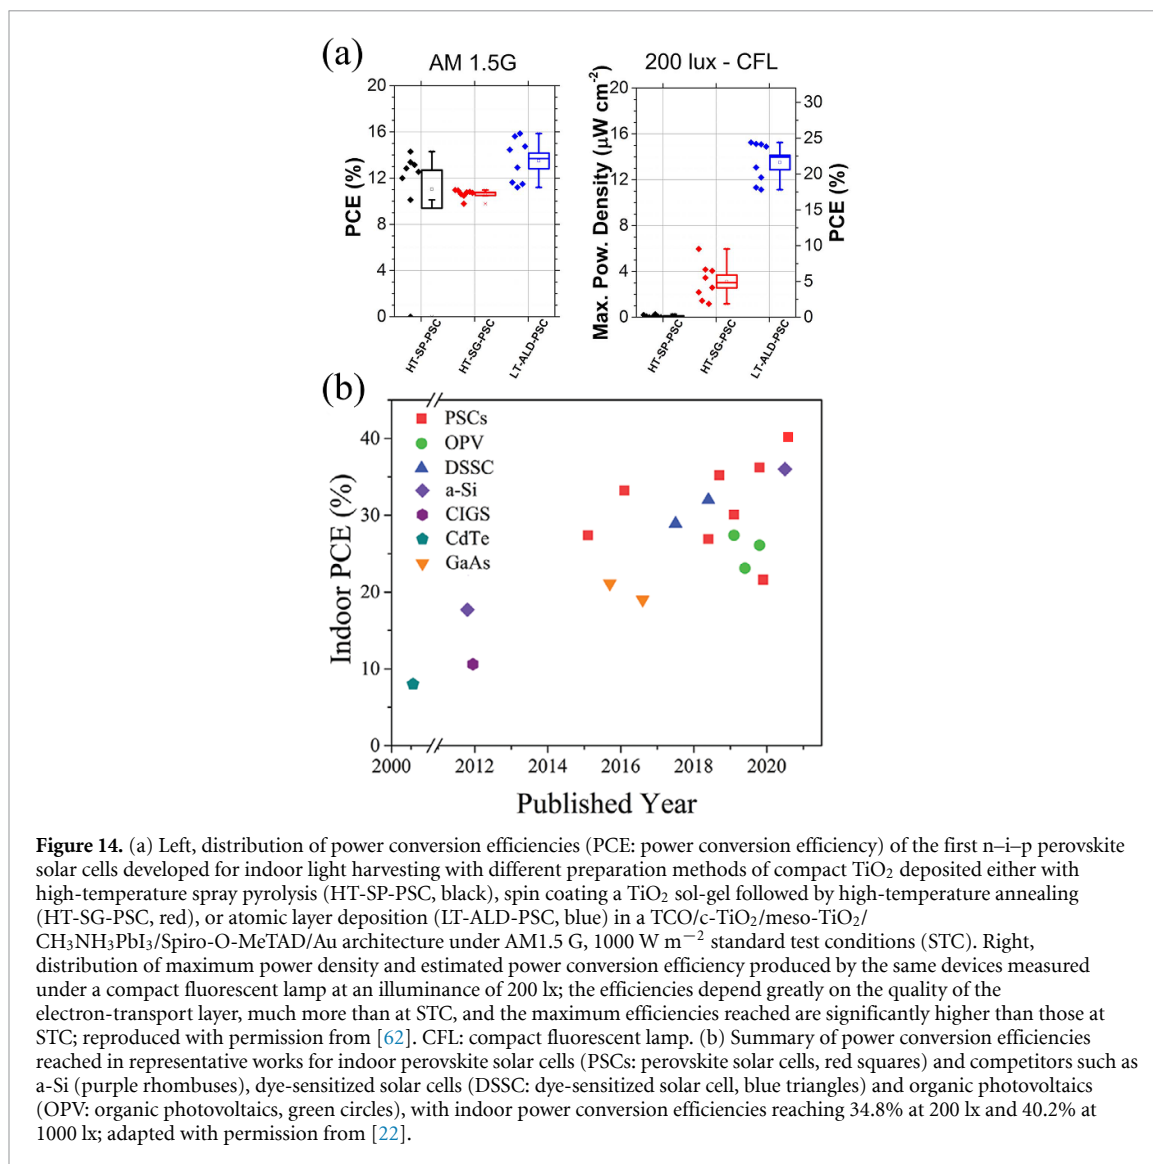 (a)
AM 1.5G
200 lux - CFL
PCE (%)
20
16
12
8
4
0
HT-SP-PSC
HT-SG-PSC
LT-ALD-PSC
Max. Pow. Density (μW cm⁻²)
20
16
12
8
4
0
30
25
20
15
10
5
0
PCE (%)
HT-SP-PSC
HT-SG-PSC
LT-ALD-PSC
(b)
PSCs
OPV
DSSC
a-Si
CIGS
CdTe
GaAs
Indoor PCE (%)
40
30
20
10
0
2000 2012 2014 2016 2018 2020
Published Year
Figure 14. (a) Left, distribution of power conversion efficiencies (PCE: power conversion efficiency) of the first n–i–p perovskite
solar cells developed for indoor light harvesting with different preparation methods of compact TiO₂ deposited either with
high-temperature spray pyrolysis (HT-SP-PSC, black), spin coating a TiO₂ sol-gel followed by high-temperature annealing
(HT-SG-PSC, red), or atomic layer deposition (LT-ALD-PSC, blue) in a TCO/c-TiO₂/meso-TiO₂/
CH₃NH₃PbI₃/Spiro-O-MeTAD/Au architecture under AM1.5 G, 1000 W m⁻² standard test conditions (STC). Right,
distribution of maximum power density and estimated power conversion efficiency produced by the same devices measured
under a compact fluorescent lamp at an illuminance of 200 lx; the efficiencies depend greatly on the quality of the
electron-transport layer, much more than at STC, and the maximum efficiencies reached are significantly higher than those at
STC; reproduced with permission from [62]. CFL: compact fluorescent lamp. (b) Summary of power conversion efficiencies
reached in representative works for indoor perovskite solar cells (PSCs: perovskite solar cells, red squares) and competitors such as
a-Si (purple rhombuses), dye-sensitized solar cells (DSSC: dye-sensitized solar cell, blue triangles) and organic photovoltaics
(OPV: organic photovoltaics, green circles), with indoor power conversion efficiencies reaching 34.8% at 200 lx and 40.2% at
1000 lx; adapted with permission from [22].